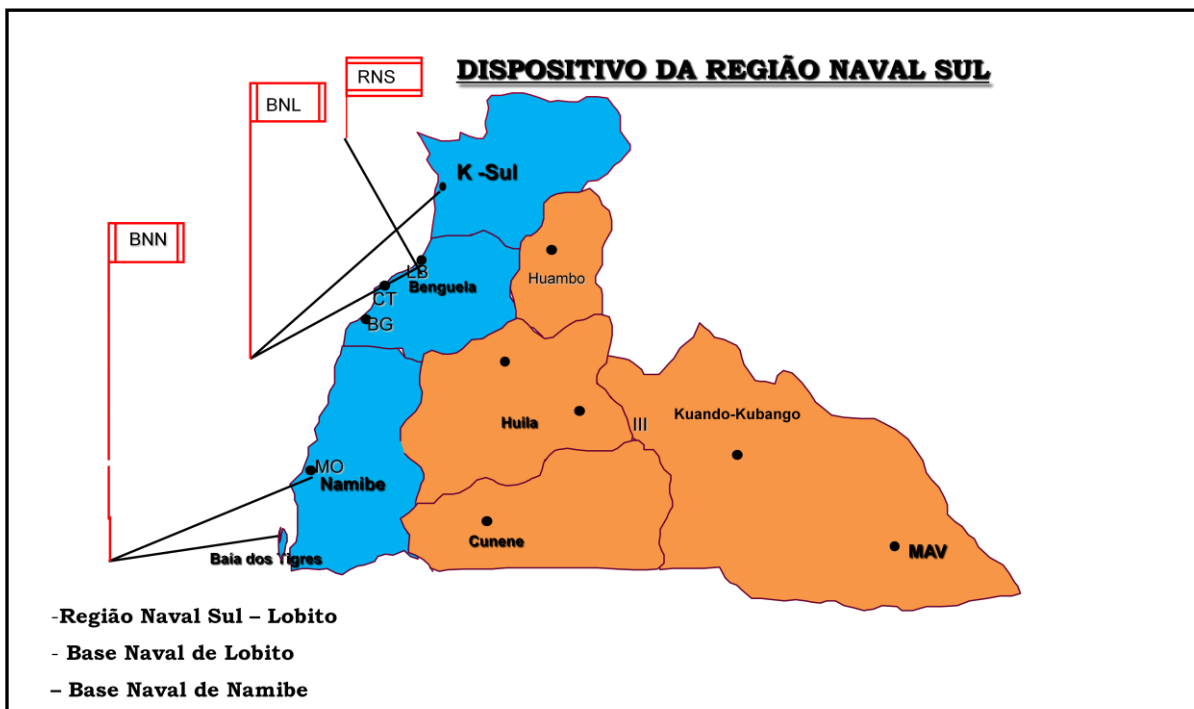 DISPOSITIVO DA REGIÃO NAVAL SUL
RNS
BNL
K -Sul
BNN
Huambo
LB
Benguela
CT
BG
Huila
III
Kuando-Kubango
MO
Namibe
Cunene
MAV
Baia dos Tigres
-Região Naval Sul – Lobito
- Base Naval de Lobito
– Base Naval de Namibe